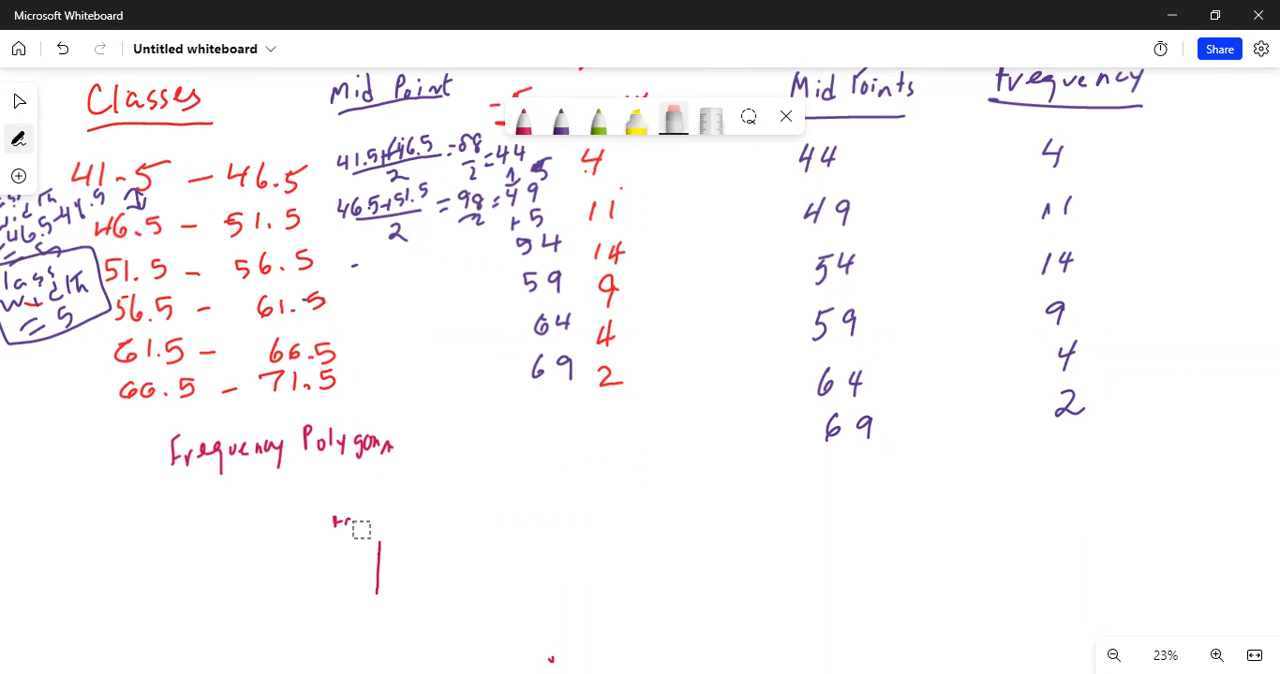 Microsoft Whiteboard
Untitled whiteboard
Share
Classes
Mid Point
Mid Points
Frequency
41.5 - 46.5
41.5+46.5/2 = 88/2 = 44
4
44
4
46.5 - 51.5
46.5+51.5/2 = 98/2 = 49
+5
11
49
11
51.5 - 56.5
54
14
54
14
56.5 - 61.5
59
9
59
9
61.5 - 66.5
64
4
64
4
66.5 - 71.5
69
2
69
2
width
= 5
Frequency Polygon
23%